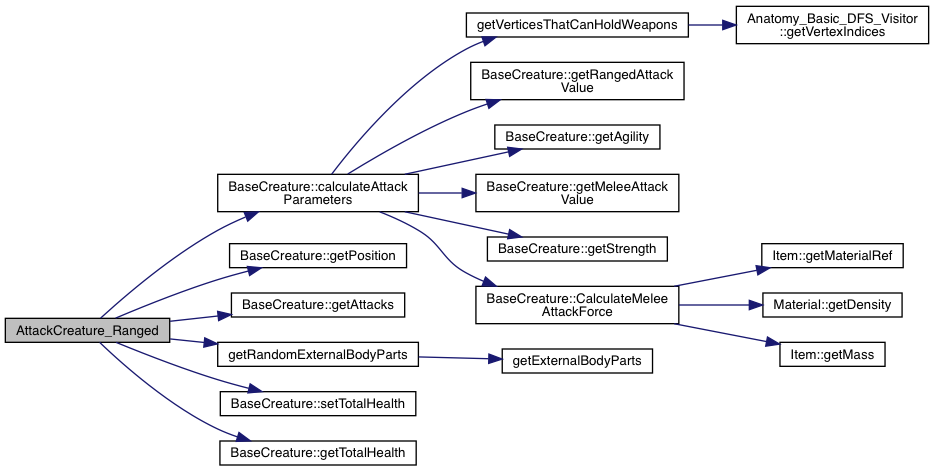 getVerticesThatCanHoldWeapons
Anatomy_Basic_DFS_Visitor
::getVertexIndices
BaseCreature::getRangedAttack
Value
BaseCreature::getAgility
BaseCreature::calculateAttack
Parameters
BaseCreature::getMeleeAttack
Value
BaseCreature::getStrength
BaseCreature::getPosition
Item::getMaterialRef
BaseCreature::getAttacks
BaseCreature::CalculateMelee
AttackForce
Material::getDensity
AttackCreature_Ranged
getRandomExternalBodyParts
getExternalBodyParts
Item::getMass
BaseCreature::setTotalHealth
BaseCreature::getTotalHealth